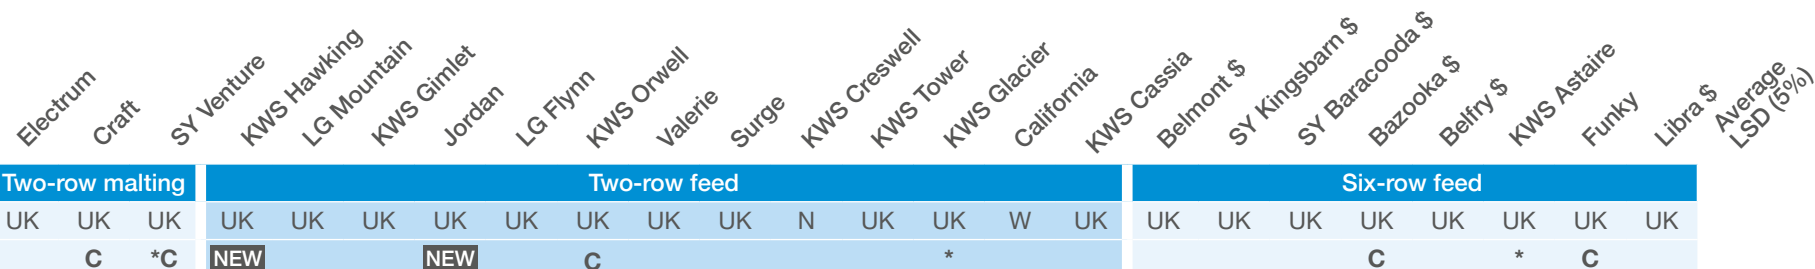 Electrum
Craft
SY Venture
KWS Hawking
LG Mountain
KWS Gimlet
Jordan
LG Flynn
KWS Orwell
Valerie
Surge
KWS Creswell
KWS Tower
KWS Glacier
California
KWS Cassia
Belmont $
SY Kingsbarn $
SY Baracooda $
Bazooka $
Belfry $
KWS Astaire
Funky
Libra $
Average
LSD (5%)
Two-row malting Two-row feed Six-row feed
UK UK UK UK UK UK UK UK UK UK UK N UK UK W UK UK UK UK UK UK UK UK UK
C *C NEW NEW C * C * C